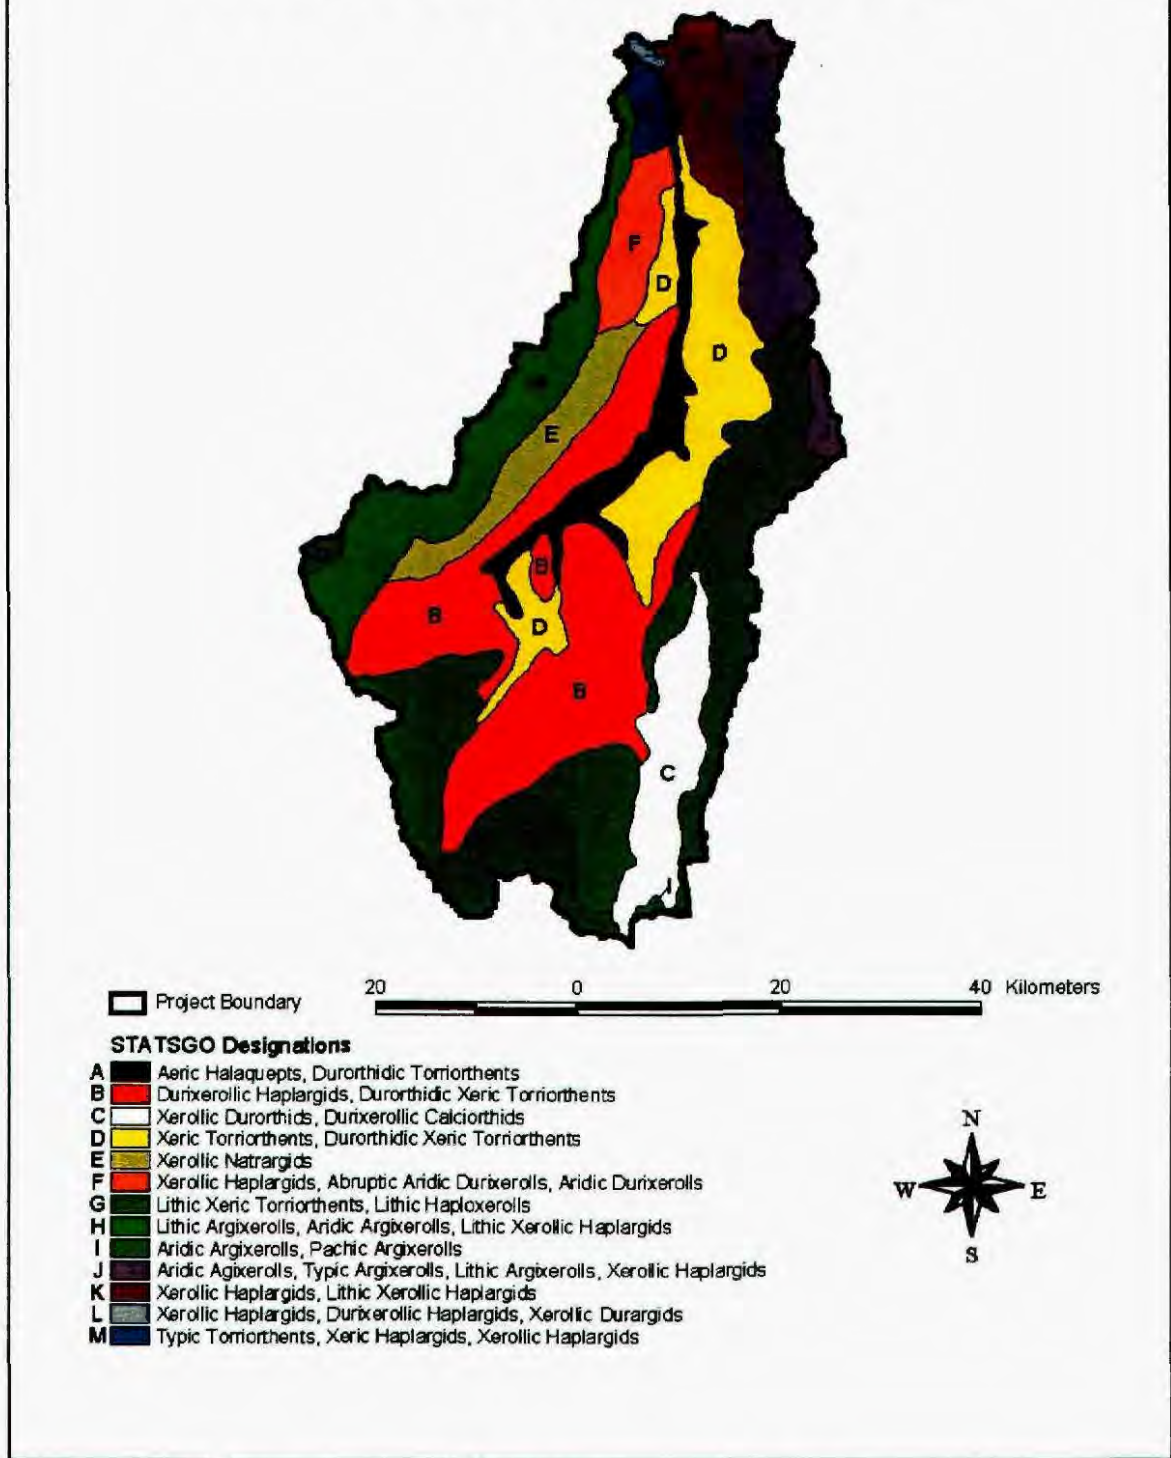 F
D
D
E
B
B
D
B
C
I
20 0 20 40 Kilometers
Project Boundary
STATSGO Designations
A Aeric Halaquepts, Durorthidic Torriorthents
B Durixerollic Haplargids, Durorthidic Xeric Torriorthents
C Xerollic Durorthids, Durixerollic Calciorthids
D Xeric Torriorthents, Durorthidic Xeric Torriorthents
E Xerollic Natrargids
F Xerollic Haplargids, Abruptic Aridic Durixerolls, Aridic Durixerolls
G Lithic Xeric Torriorthents, Lithic Haploxerolls
H Lithic Argixerolls, Aridic Argixerolls, Lithic Xerollic Haplargids
I Aridic Argixerolls, Pachic Argixerolls
J Aridic Agixerolls, Typic Argixerolls, Lithic Argixerolls, Xerollic Haplargids
K Xerollic Haplargids, Lithic Xerollic Haplargids
L Xerollic Haplargids, Durixerollic Haplargids, Xerollic Durargids
M Typic Torriorthents, Xeric Haplargids, Xerollic Haplargids
N
W E
S